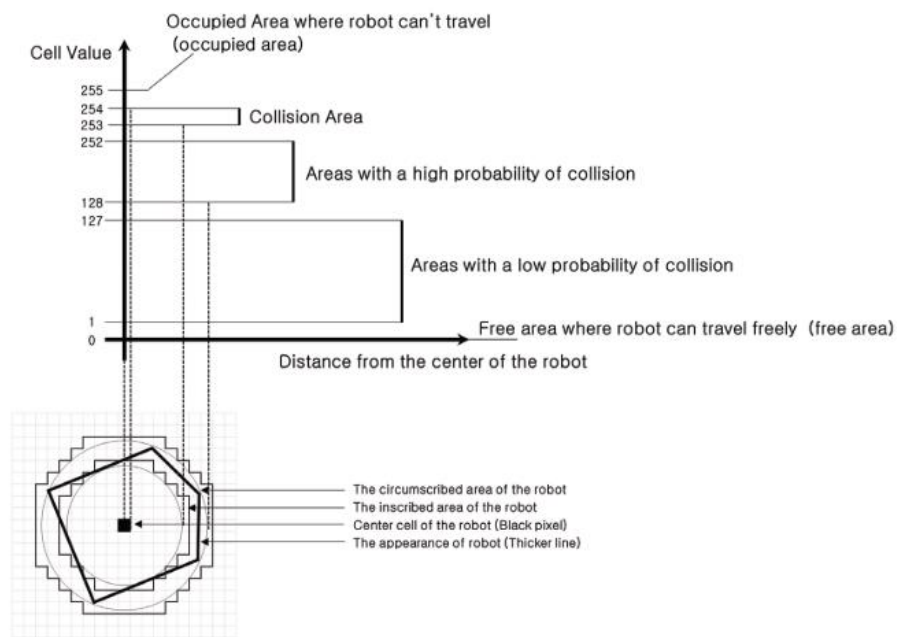 Occupied Area where robot can't travel
(occupied area)
Cell Value
255
254
253
Collision Area
252
Areas with a high probability of collision
128
127
Areas with a low probability of collision
1
0
Free area where robot can travel freely (free area)
Distance from the center of the robot
The circumscribed area of the robot
The inscribed area of the robot
Center cell of the robot (Black pixel)
The appearance of robot (Thicker line)